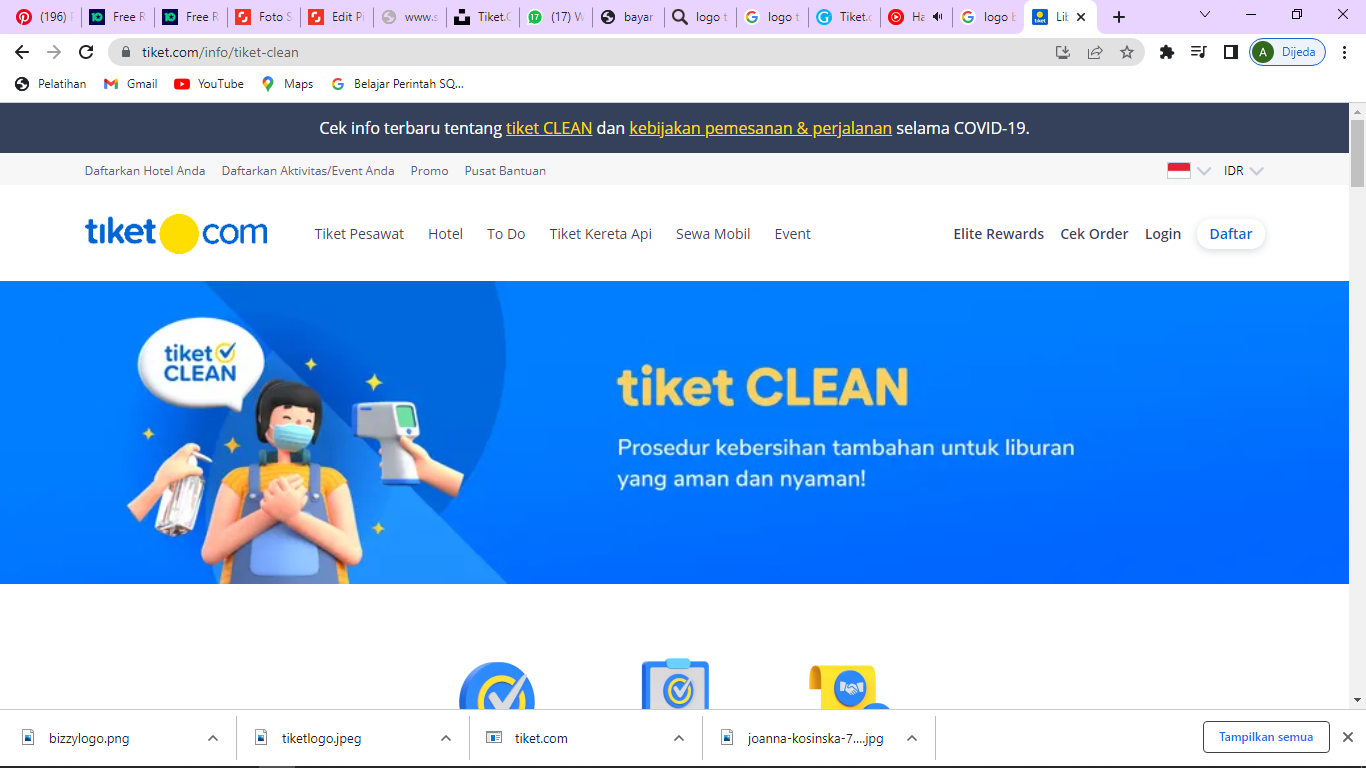 (196)
Free R
Free R
Foto S
Edit P
www.s
Tiket.C
(17) W
bayar
logo t
logo t
Tiket.c
Ha
logo b
Lib
tiket.com/info/tiket-clean
A Dijeda
Pelatihan Gmail YouTube Maps Belajar Perintah SQ...
Cek info terbaru tentang tiket CLEAN dan kebijakan pemesanan & perjalanan selama COVID-19.
Daftarkan Hotel Anda Daftarkan Aktivitas/Event Anda Promo Pusat Bantuan IDR
tiket com Tiket Pesawat Hotel To Do Tiket Kereta Api Sewa Mobil Event Elite Rewards Cek Order Login Daftar
tiket
CLEAN
tiket CLEAN
Prosedur kebersihan tambahan untuk liburan
yang aman dan nyaman!
bizzylogo.png tiketlogo.jpeg tiket.com joanna-kosinska-7....jpg Tampilkan semua